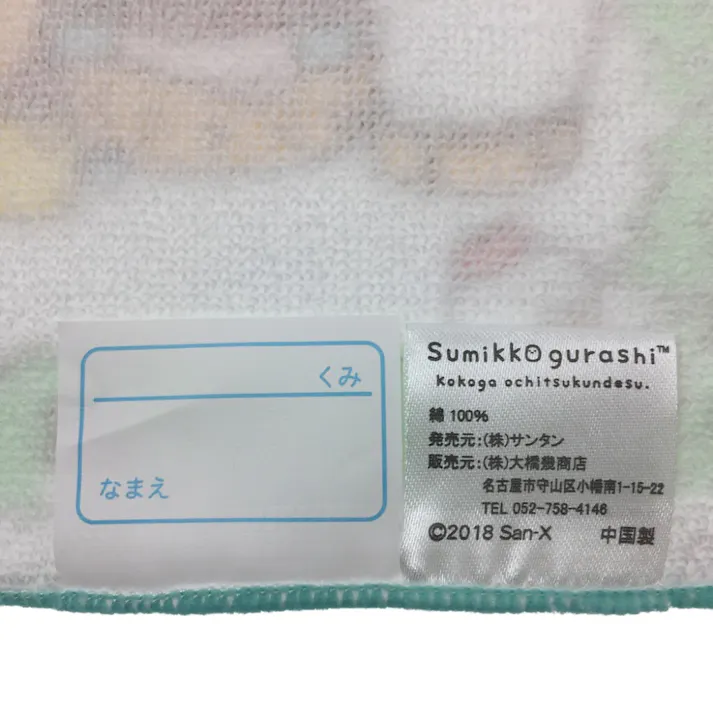 くみ
なまえ
Sumikkogurashi™
kokoga ochitsukundesu.
綿 100%
発売元:(株)サンタン
販売元:(株)大橋農商店
名古屋市守山区小幡南1-15-22
TEL 052-758-4146
©2018 San-X 中国製